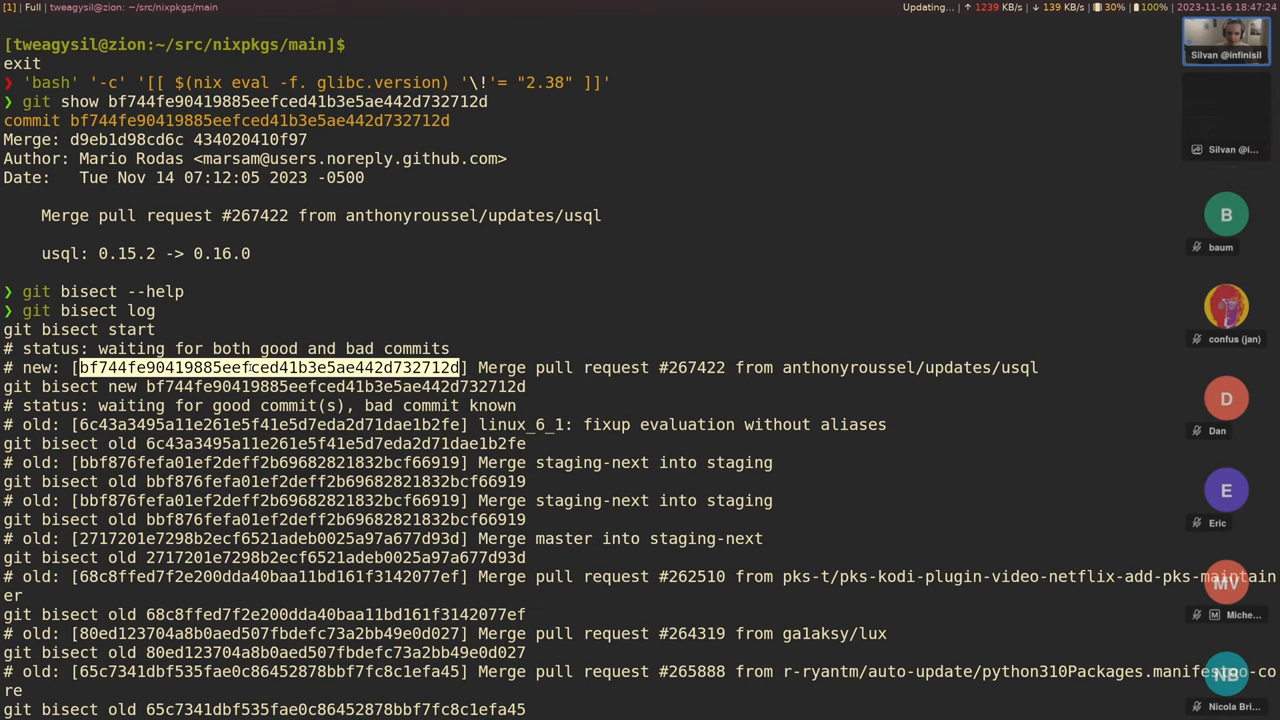 [1] | Full | tweagysil@zion: ~/src/nixpkgs/main
Updating... | ↑ 1239 KB/s | ↓ 139 KB/s | 30% | 100% | 2023-11-16 18:47:24
[tweagysil@zion:~/src/nixpkgs/main]$
exit
❯ 'bash' '-c' '[[ $(nix eval -f. glibc.version) '\!'= "2.38" ]]'
❯ git show bf744fe90419885eefced41b3e5ae442d732712d
commit bf744fe90419885eefced41b3e5ae442d732712d
Merge: d9eb1d98cd6c 434020410f97
Author: Mario Rodas <marsam@users.noreply.github.com>
Date:   Tue Nov 14 07:12:05 2023 -0500
Merge pull request #267422 from anthonyroussel/updates/usql
usql: 0.15.2 -> 0.16.0
❯ git bisect --help
❯ git bisect log
git bisect start
# status: waiting for both good and bad commits
# new: [bf744fe90419885eefced41b3e5ae442d732712d] Merge pull request #267422 from anthonyroussel/updates/usql
git bisect new bf744fe90419885eefced41b3e5ae442d732712d
# status: waiting for good commit(s), bad commit known
# old: [6c43a3495a11e261e5f41e5d7eda2d71dae1b2fe] linux_6_1: fixup evaluation without aliases
git bisect old 6c43a3495a11e261e5f41e5d7eda2d71dae1b2fe
# old: [bbf876fefa01ef2deff2b69682821832bcf66919] Merge staging-next into staging
git bisect old bbf876fefa01ef2deff2b69682821832bcf66919
# old: [bbf876fefa01ef2deff2b69682821832bcf66919] Merge staging-next into staging
git bisect old bbf876fefa01ef2deff2b69682821832bcf66919
# old: [2717201e7298b2ecf6521adeb0025a97a677d93d] Merge master into staging-next
git bisect old 2717201e7298b2ecf6521adeb0025a97a677d93d
# old: [68c8ffed7f2e200dda40baa11bd161f3142077ef] Merge pull request #262510 from pks-t/pks-kodi-plugin-video-netflix-add-pks-maintain
er
git bisect old 68c8ffed7f2e200dda40baa11bd161f3142077ef
# old: [80ed123704a8b0aed507fbdefc73a2bb49e0d027] Merge pull request #264319 from ga1aksy/lux
git bisect old 80ed123704a8b0aed507fbdefc73a2bb49e0d027
# old: [65c7341dbf535fae0c86452878bbf7fc8c1efa45] Merge pull request #265888 from r-ryantm/auto-update/python310Packages.manifestoo-co
re
git bisect old 65c7341dbf535fae0c86452878bbf7fc8c1efa45
Silvan @infinisil
Silvan @i...
B
baum
confus (jan)
D
Dan
E
Eric
MV
M Miche...
NB
Nicola Bri...